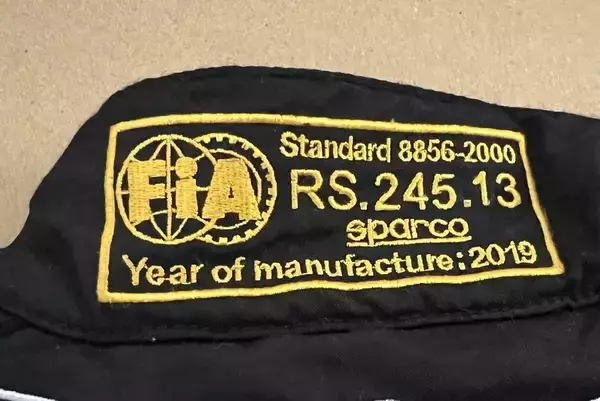 FiA
Standard 8856-2000
RS.245.13
sparco
Year of manufacture: 2019